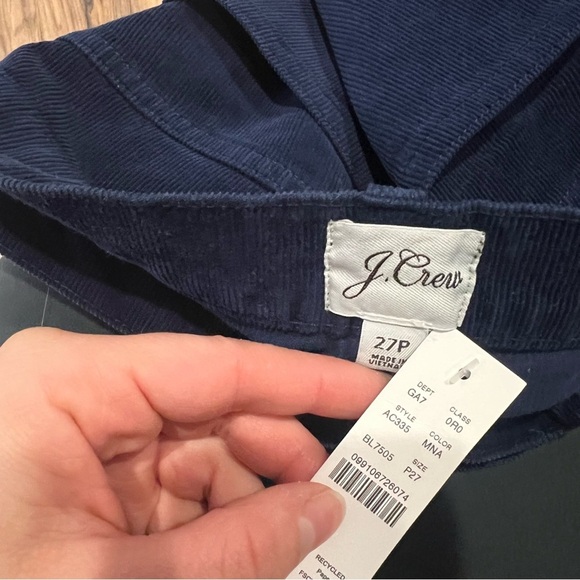 J.Crew
27P
MADE IN
VIETNAM
DEPT CLASS
GA7 0R0
STYLE COLOR
AC335 MNA
SIZE
BL7505 P27
099106726074
RECYCLED